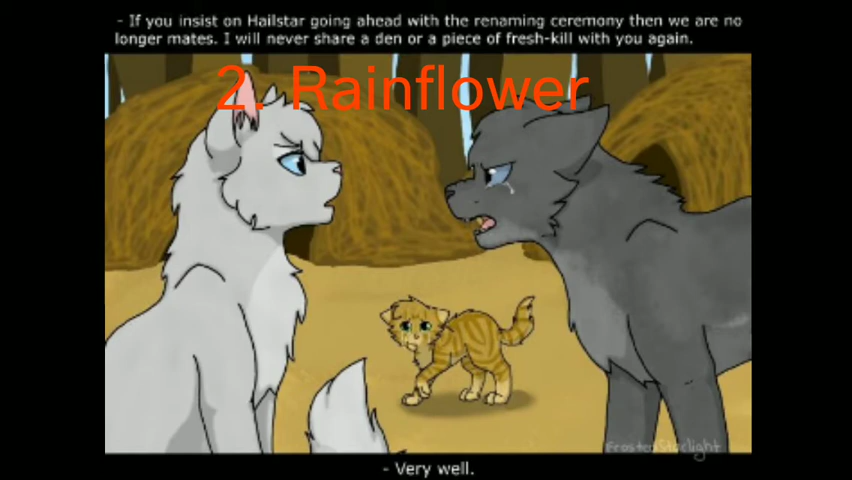 - If you insist on Hailstar going ahead with the renaming ceremony then we are no
longer mates. I will never share a den or a piece of fresh-kill with you again.
2. Rainflower
FrostedStarlight
- Very well.